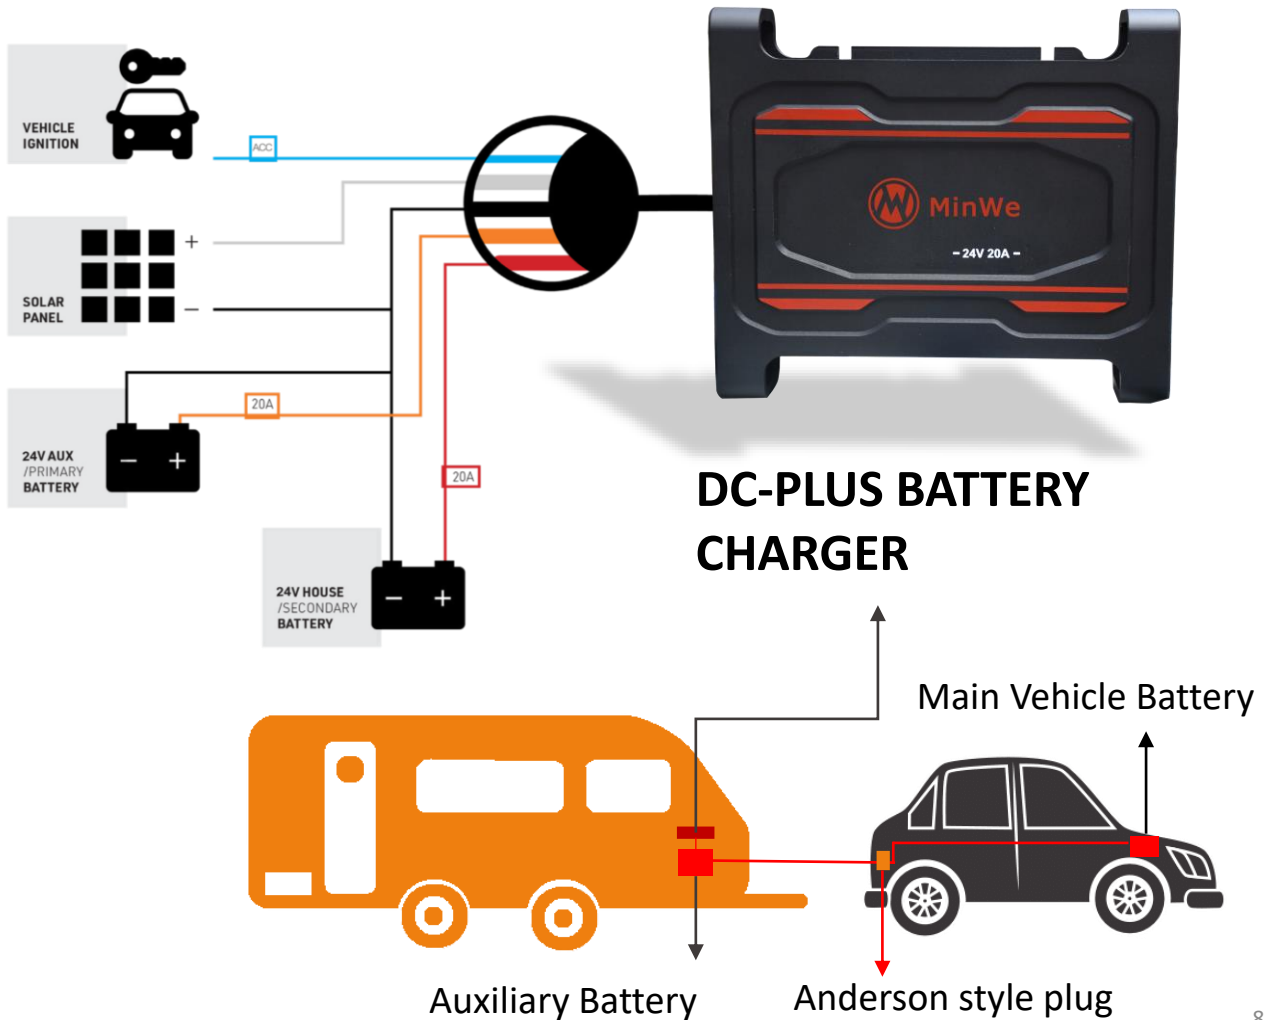 VEHICLE
IGNITION
ACC
SOLAR
PANEL
+
−
24V AUX
/PRIMARY
BATTERY
− +
20A
20A
24V HOUSE
/SECONDARY
BATTERY
− +
MinWe
– 24V 20A –
DC-PLUS BATTERY
CHARGER
Main Vehicle Battery
Auxiliary Battery
Anderson style plug
8